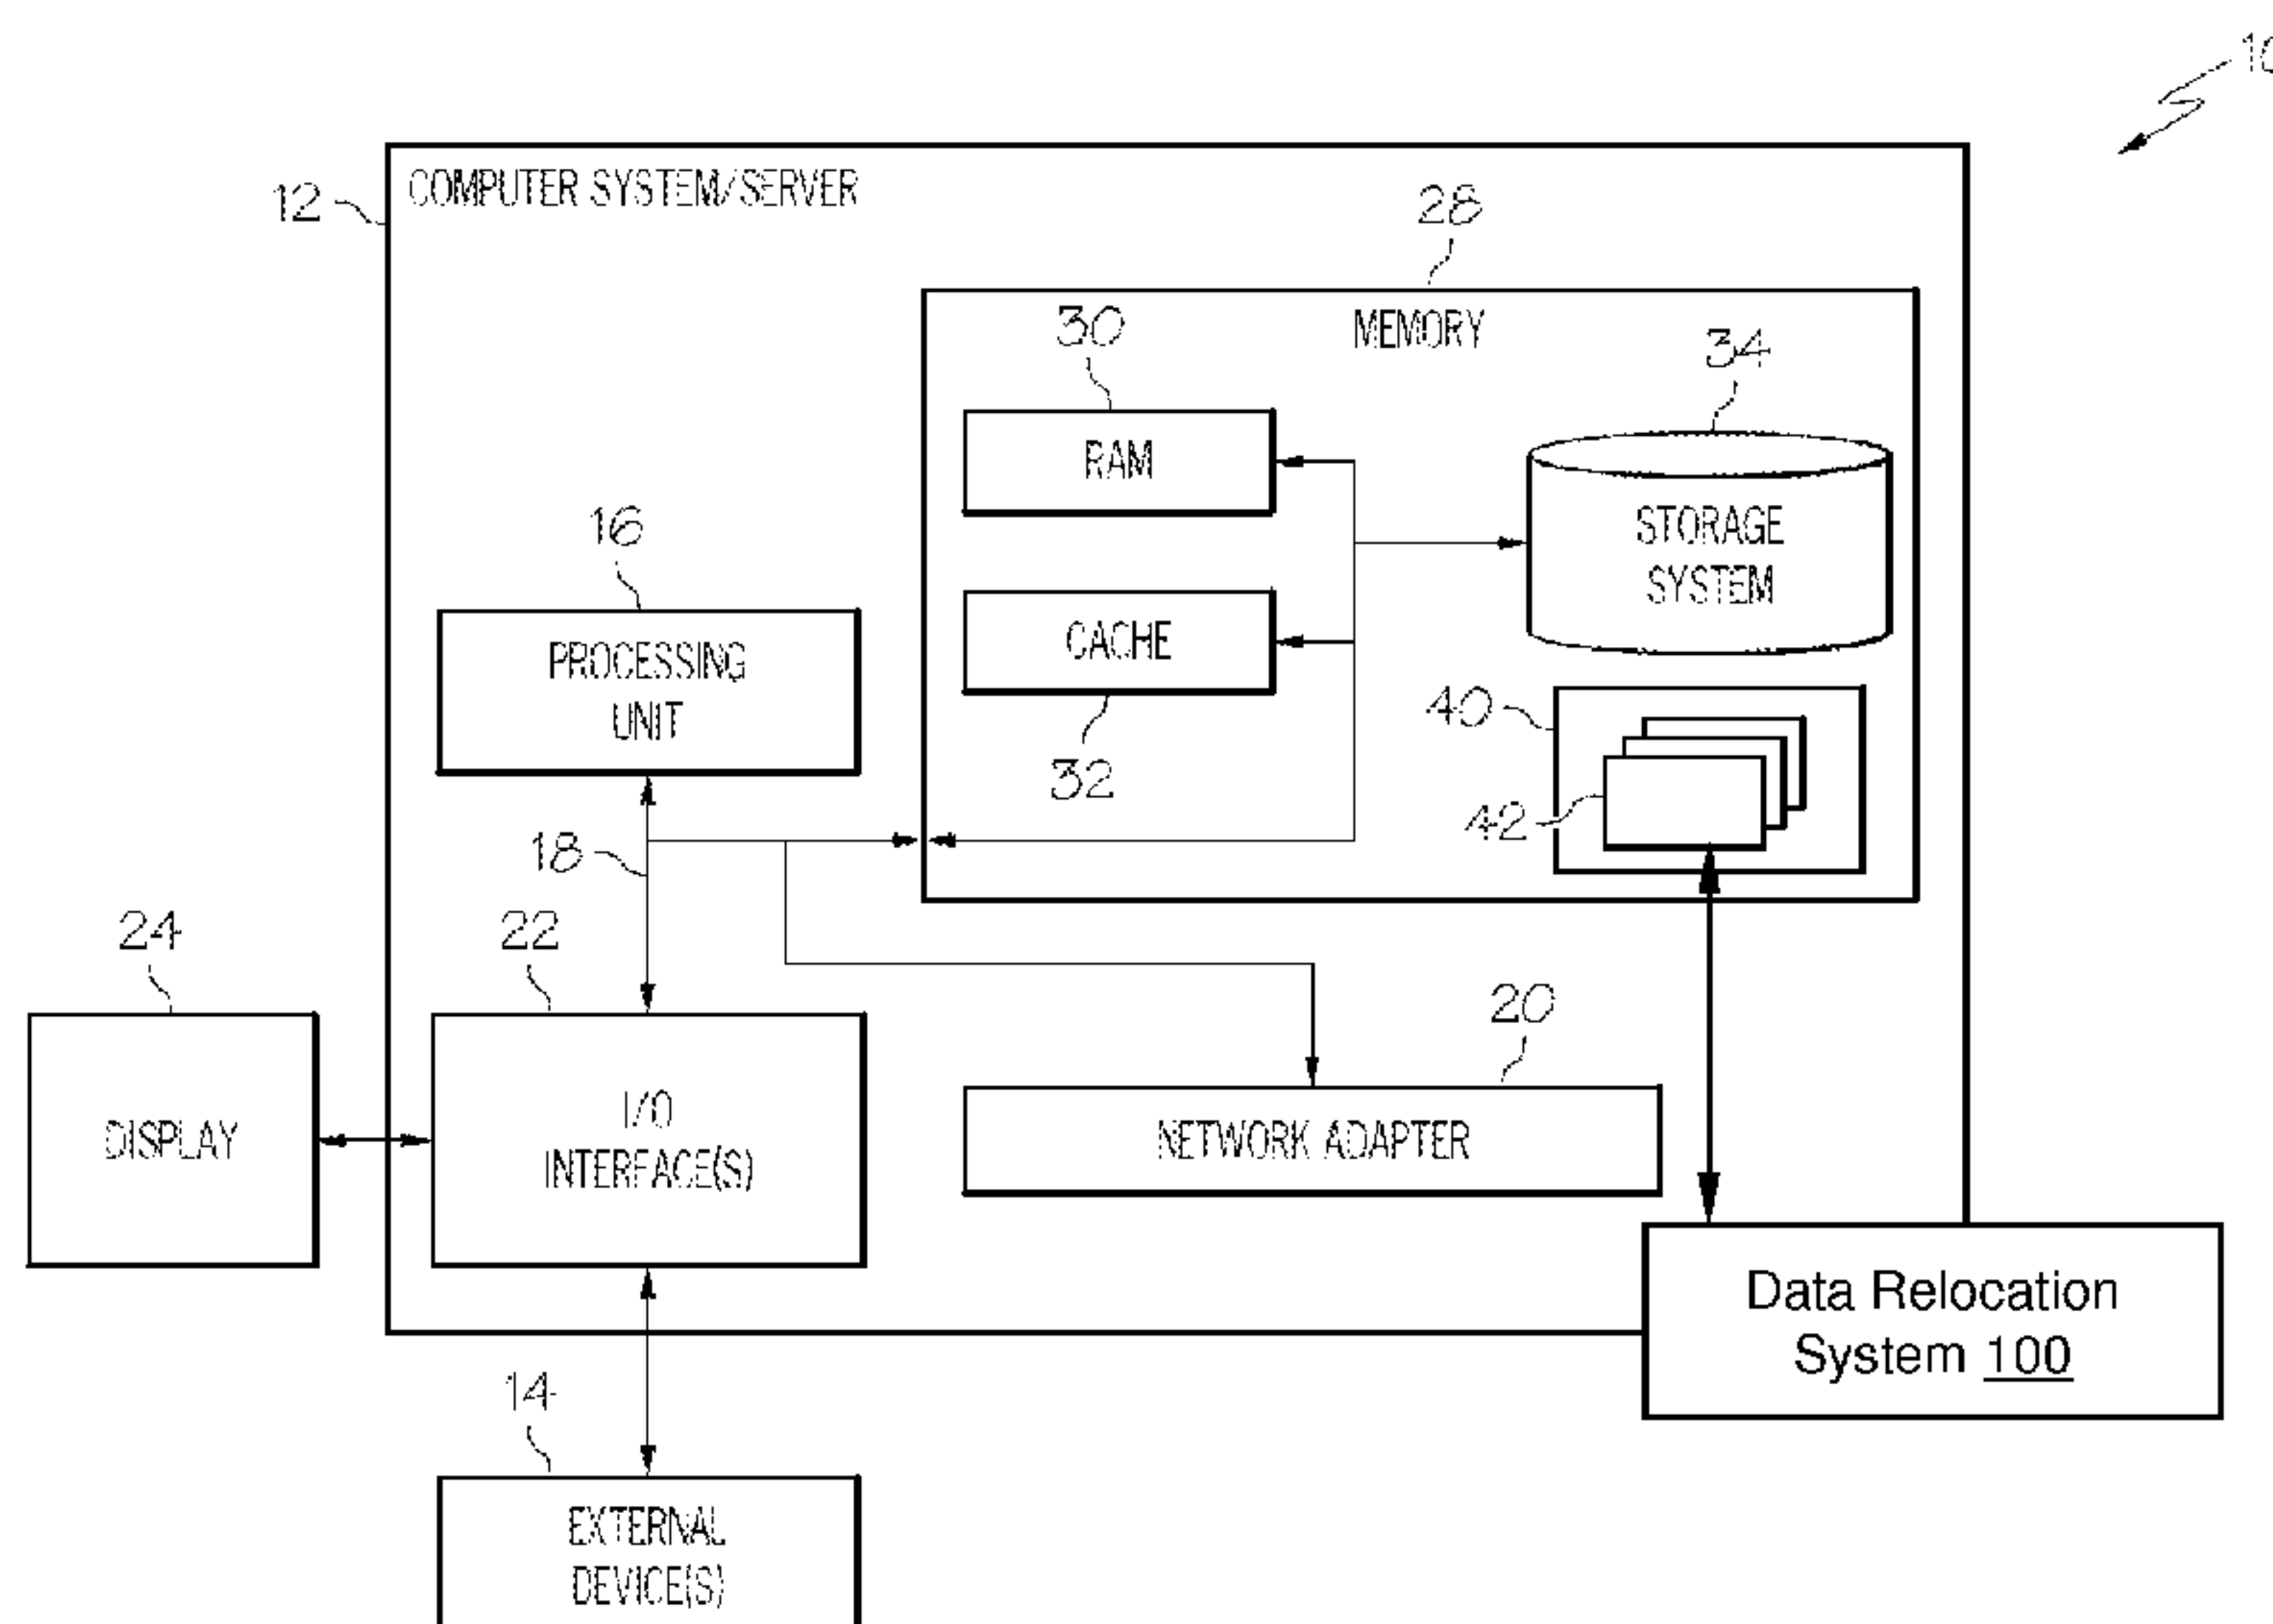 10
12
COMPUTER SYSTEM/SERVER
28
MEMORY
30
34
RAM
STORAGE
SYSTEM
16
PROCESSING
UNIT
CACHE
32
40
42
18
24
22
20
DISPLAY
I/O
INTERFACE(S)
NETWORK ADAPTER
Data Relocation
System 100
14
EXTERNAL
DEVICE(S)